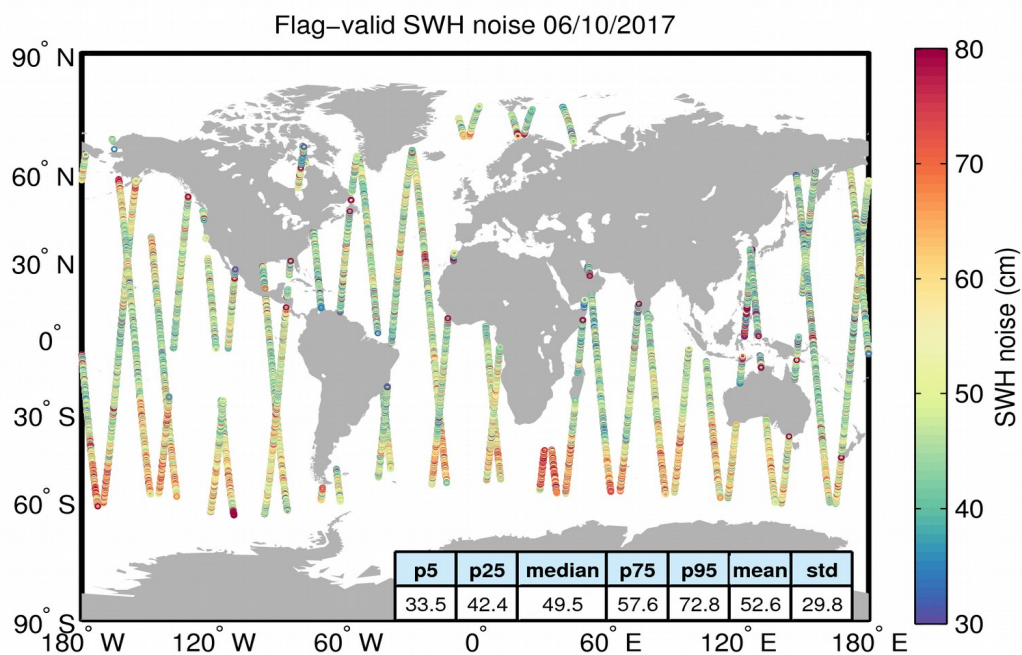 Flag−valid SWH noise 06/10/2017
90° N
60° N
30° N
0°
30° S
60° S
90° S
180° W
120° W
60° W
0°
60° E
120° E
180° E
80
70
60
50
40
30
SWH noise (cm)
p5 p25 median p75 p95 mean std
33.5 42.4 49.5 57.6 72.8 52.6 29.8